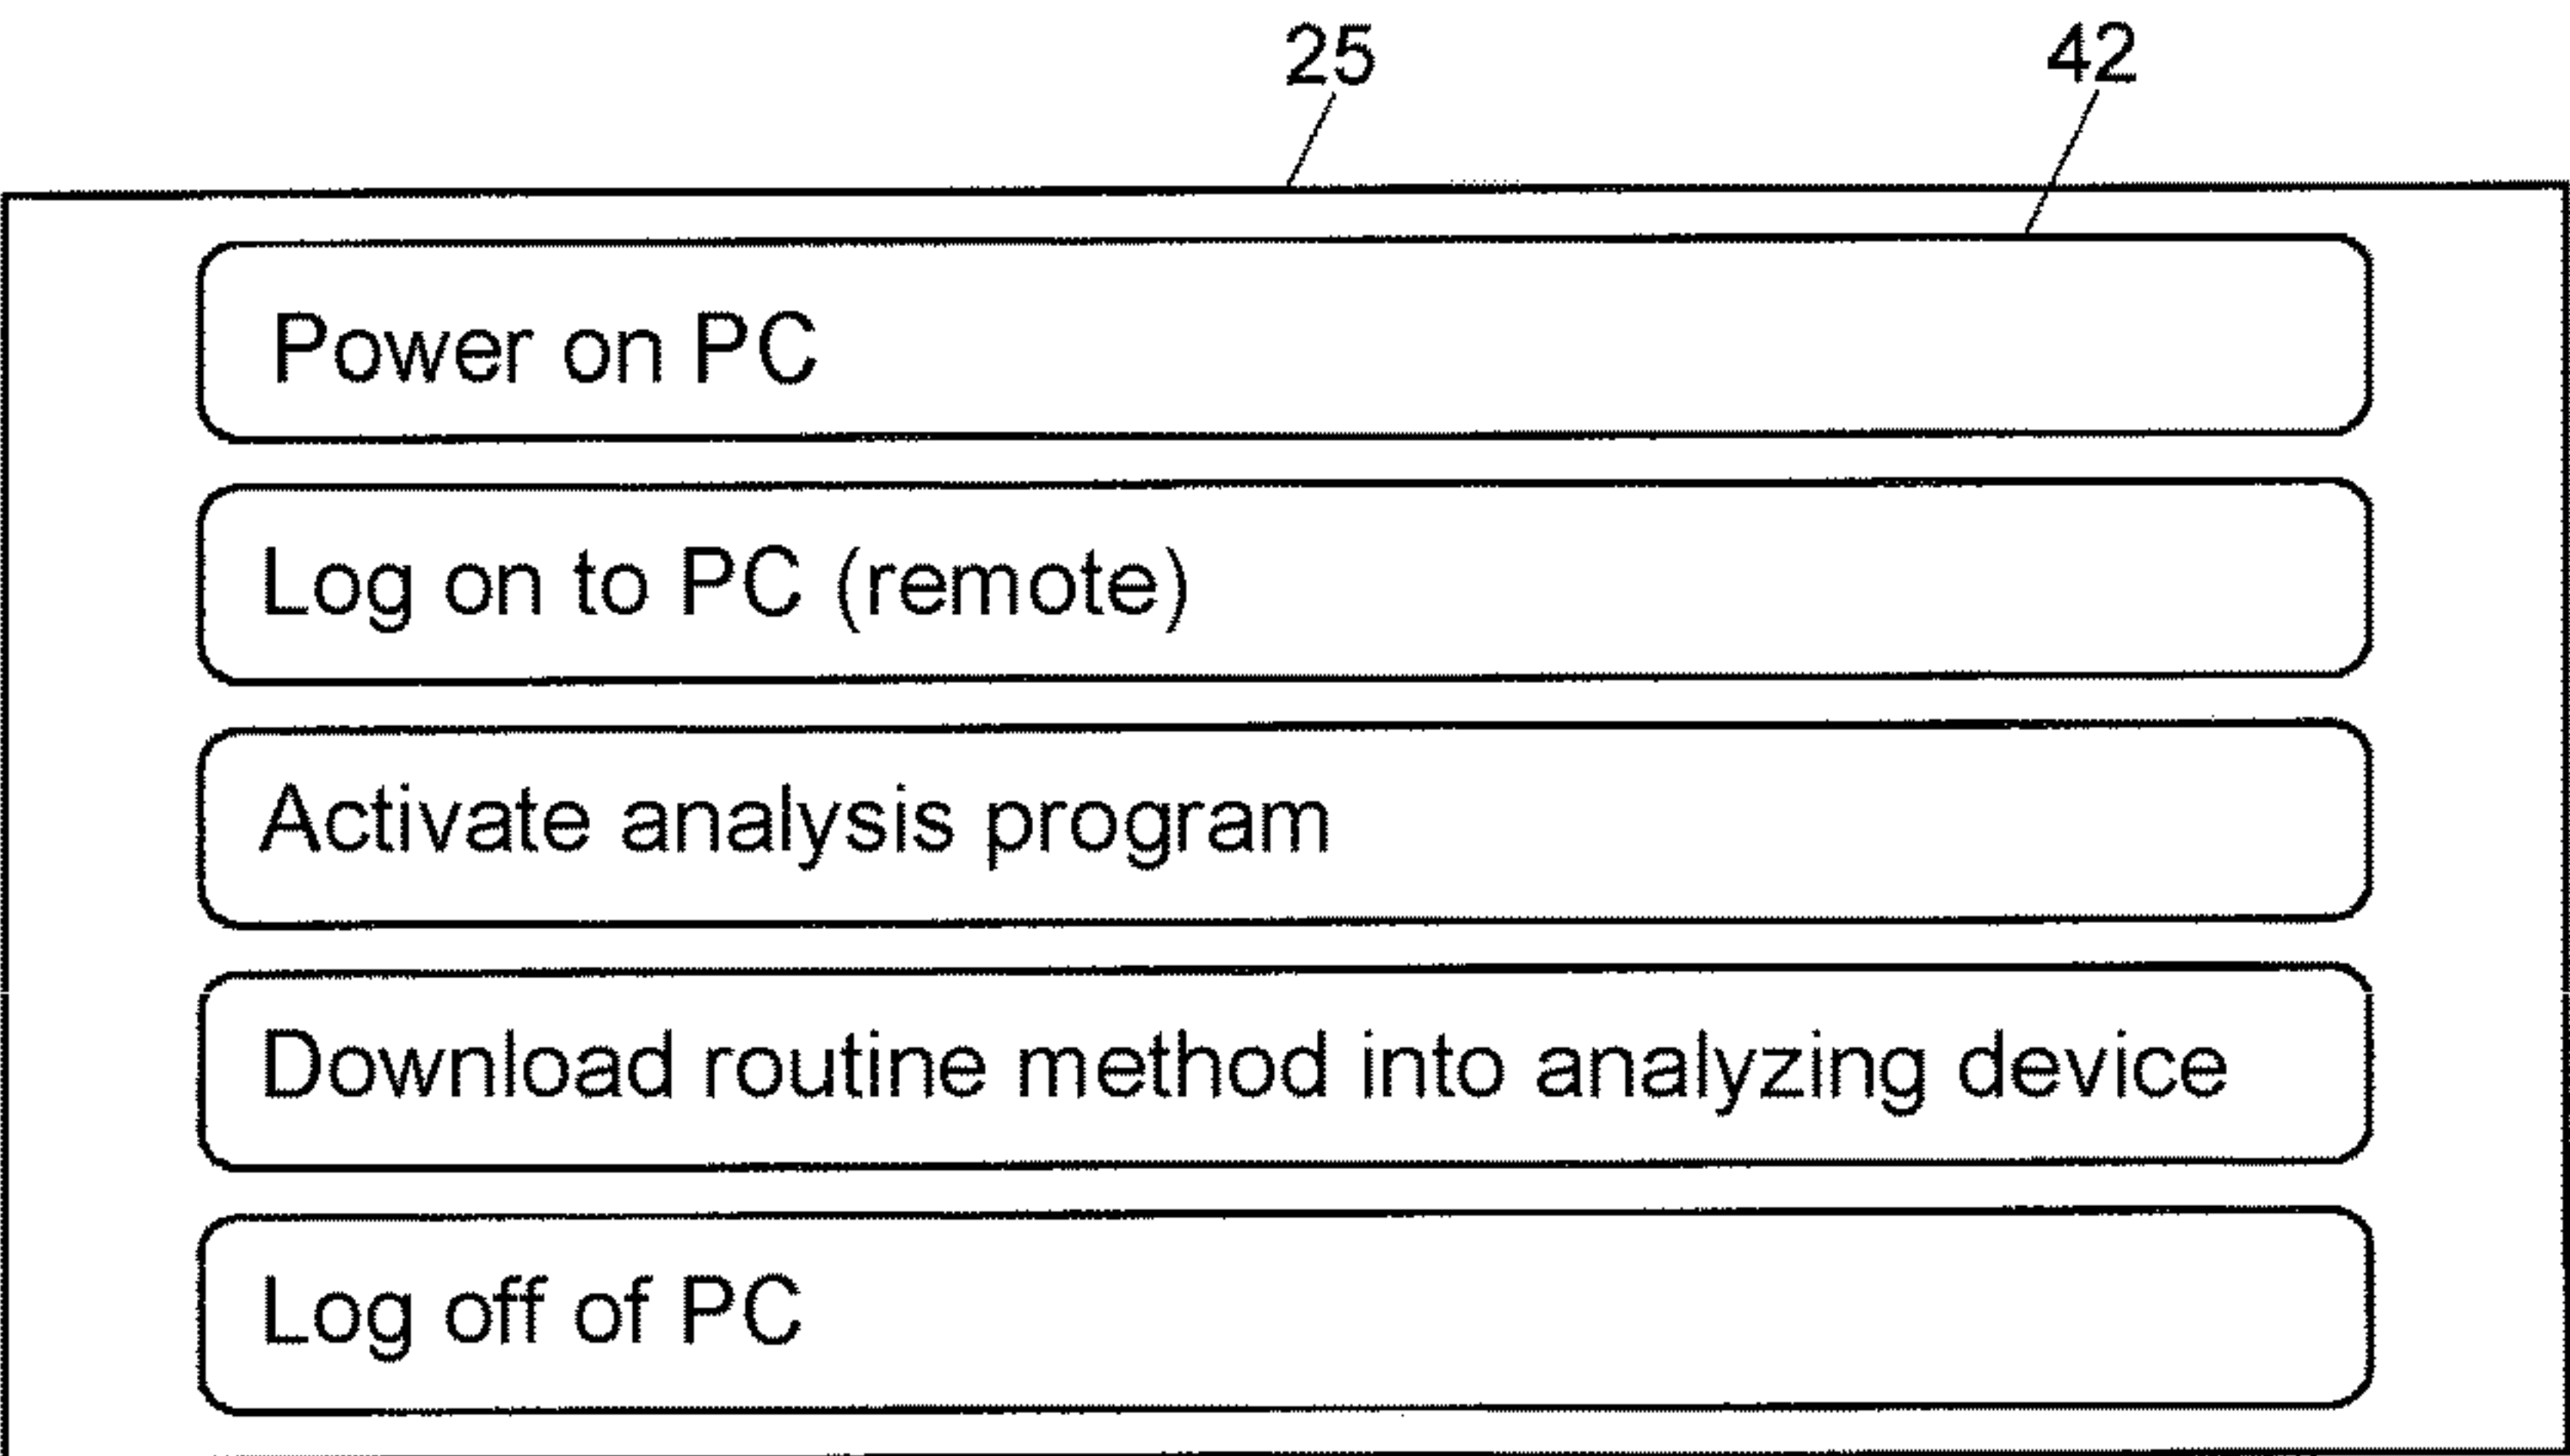 25 42
Power on PC
Log on to PC (remote)
Activate analysis program
Download routine method into analyzing device
Log off of PC